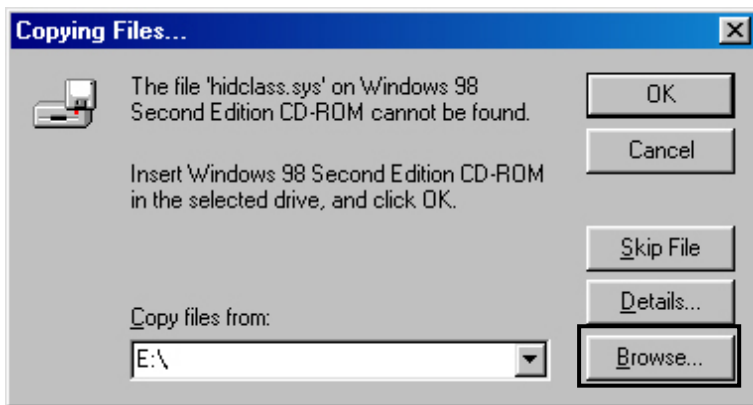 Copying Files...
The file 'hidclass.sys' on Windows 98
Second Edition CD-ROM cannot be found.
Insert Windows 98 Second Edition CD-ROM
in the selected drive, and click OK.
Copy files from:
E:\
OK
Cancel
Skip File
Details...
Browse...